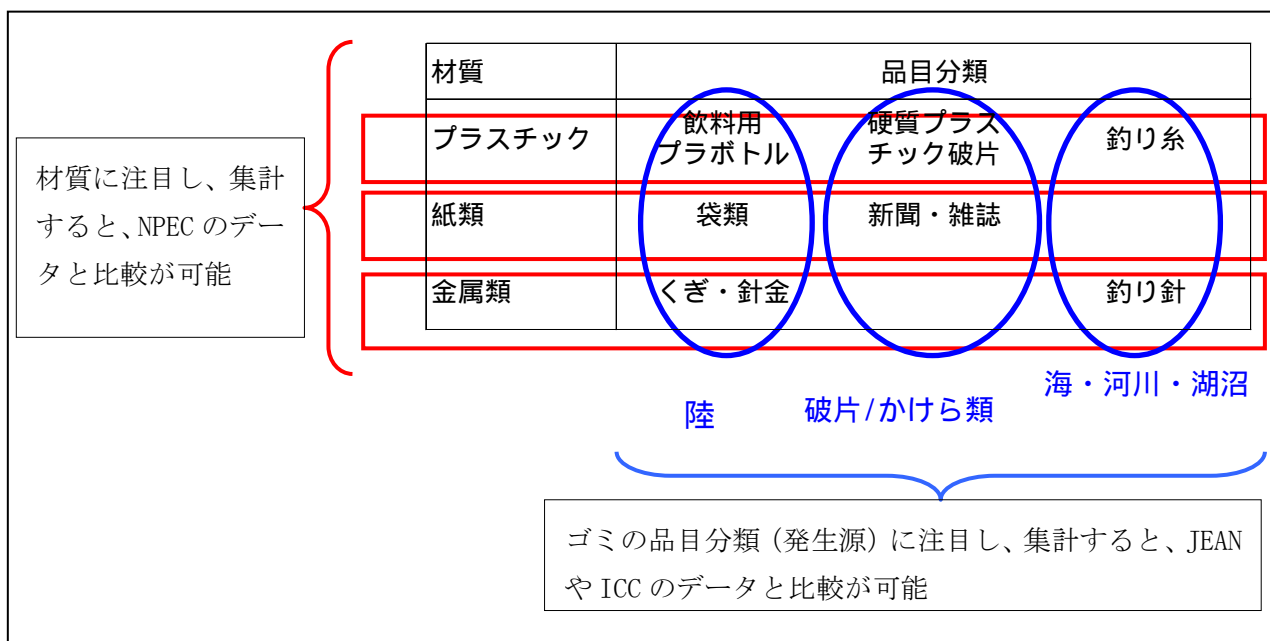 材質 品目分類
プラスチック 飲料用 硬質プラス 釣り糸
プラボトル チック破片
紙類 袋類 新聞・雑誌
金属類 くぎ・針金 釣り針
材質に注目し、集計
すると、NPEC のデー
タと比較が可能
陸 破片/かけら類 海・河川・湖沼
ゴミの品目分類(発生源)に注目し、集計すると、JEAN
や ICC のデータと比較が可能